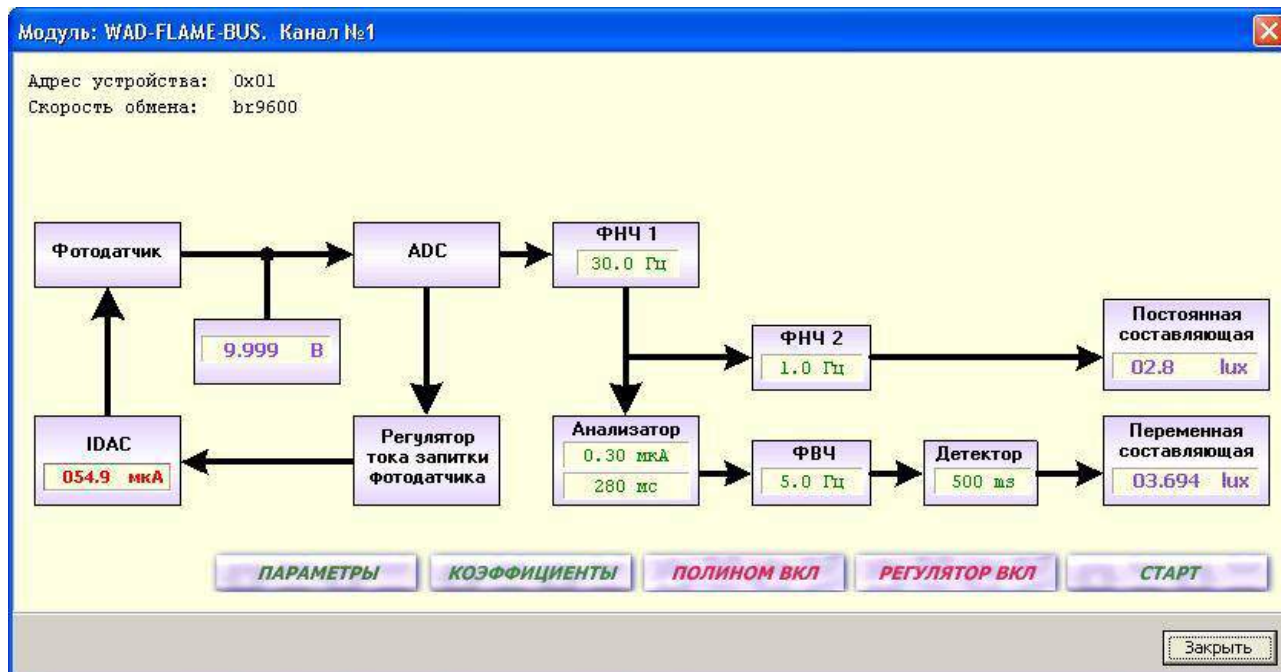 Модуль: WAD-FLAME-BUS. Канал №1
Адрес устройства: 0x01
Скорость обмена: br9600
Фотодатчик
ADC
ФНЧ 1
30.0 Гц
9.999 В
ФНЧ 2
1.0 Гц
Постоянная
составляющая
02.8 lux
IDAC
054.9 мкА
Регулятор
тока запитки
фотодатчика
Анализатор
0.30 мкА
280 мс
ФВЧ
5.0 Гц
Детектор
500 ms
Переменная
составляющая
03.694 lux
ПАРАМЕТРЫ
КОЭФФИЦИЕНТЫ
ПОЛИНОМ ВКЛ
РЕГУЛЯТОР ВКЛ
СТАРТ
Закрыть